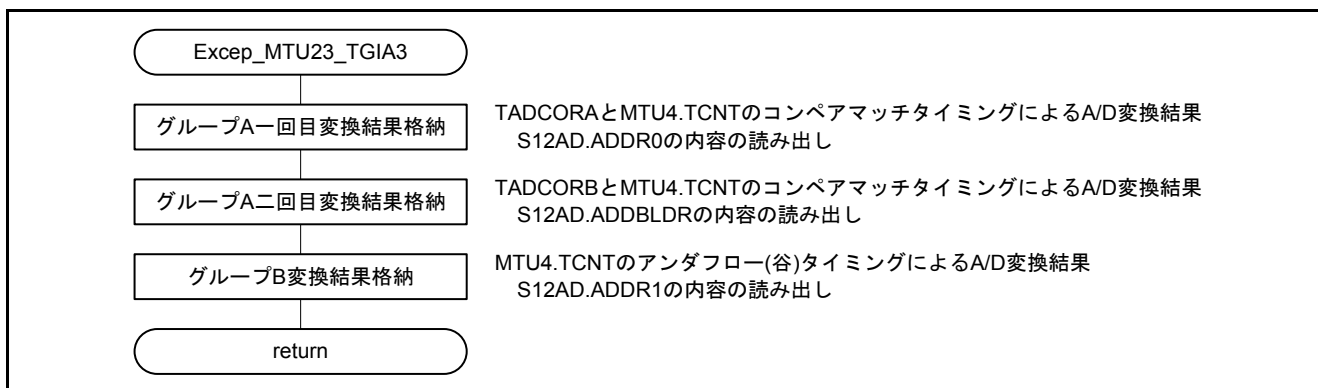 Excep_MTU23_TGIA3
グループA一回目変換結果格納
TADCORAとMTU4.TCNTのコンペアマッチタイミングによるA/D変換結果
S12AD.ADDR0の内容の読み出し
グループA二回目変換結果格納
TADCORBとMTU4.TCNTのコンペアマッチタイミングによるA/D変換結果
S12AD.ADDBLDRの内容の読み出し
グループB変換結果格納
MTU4.TCNTのアンダフロー(谷)タイミングによるA/D変換結果
S12AD.ADDR1の内容の読み出し
return